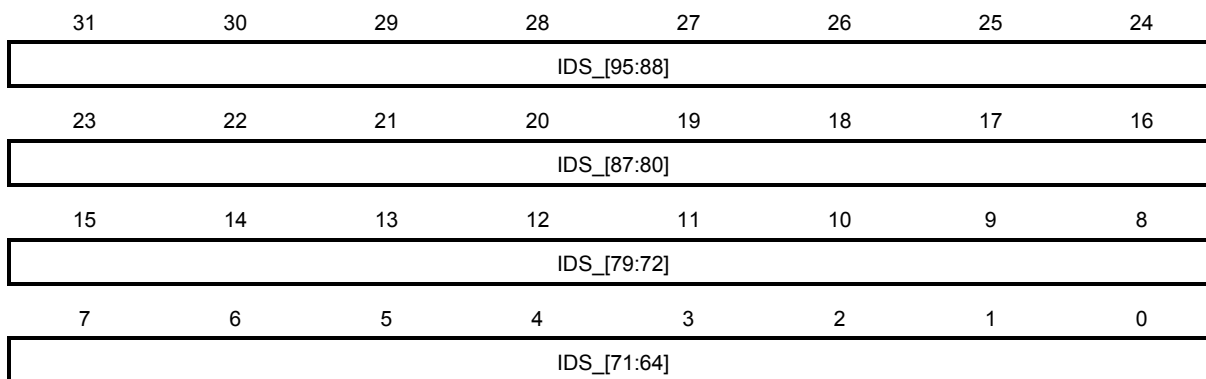 31 30 29 28 27 26 25 24
IDS_[95:88]
23 22 21 20 19 18 17 16
IDS_[87:80]
15 14 13 12 11 10 9 8
IDS_[79:72]
7 6 5 4 3 2 1 0
IDS_[71:64]